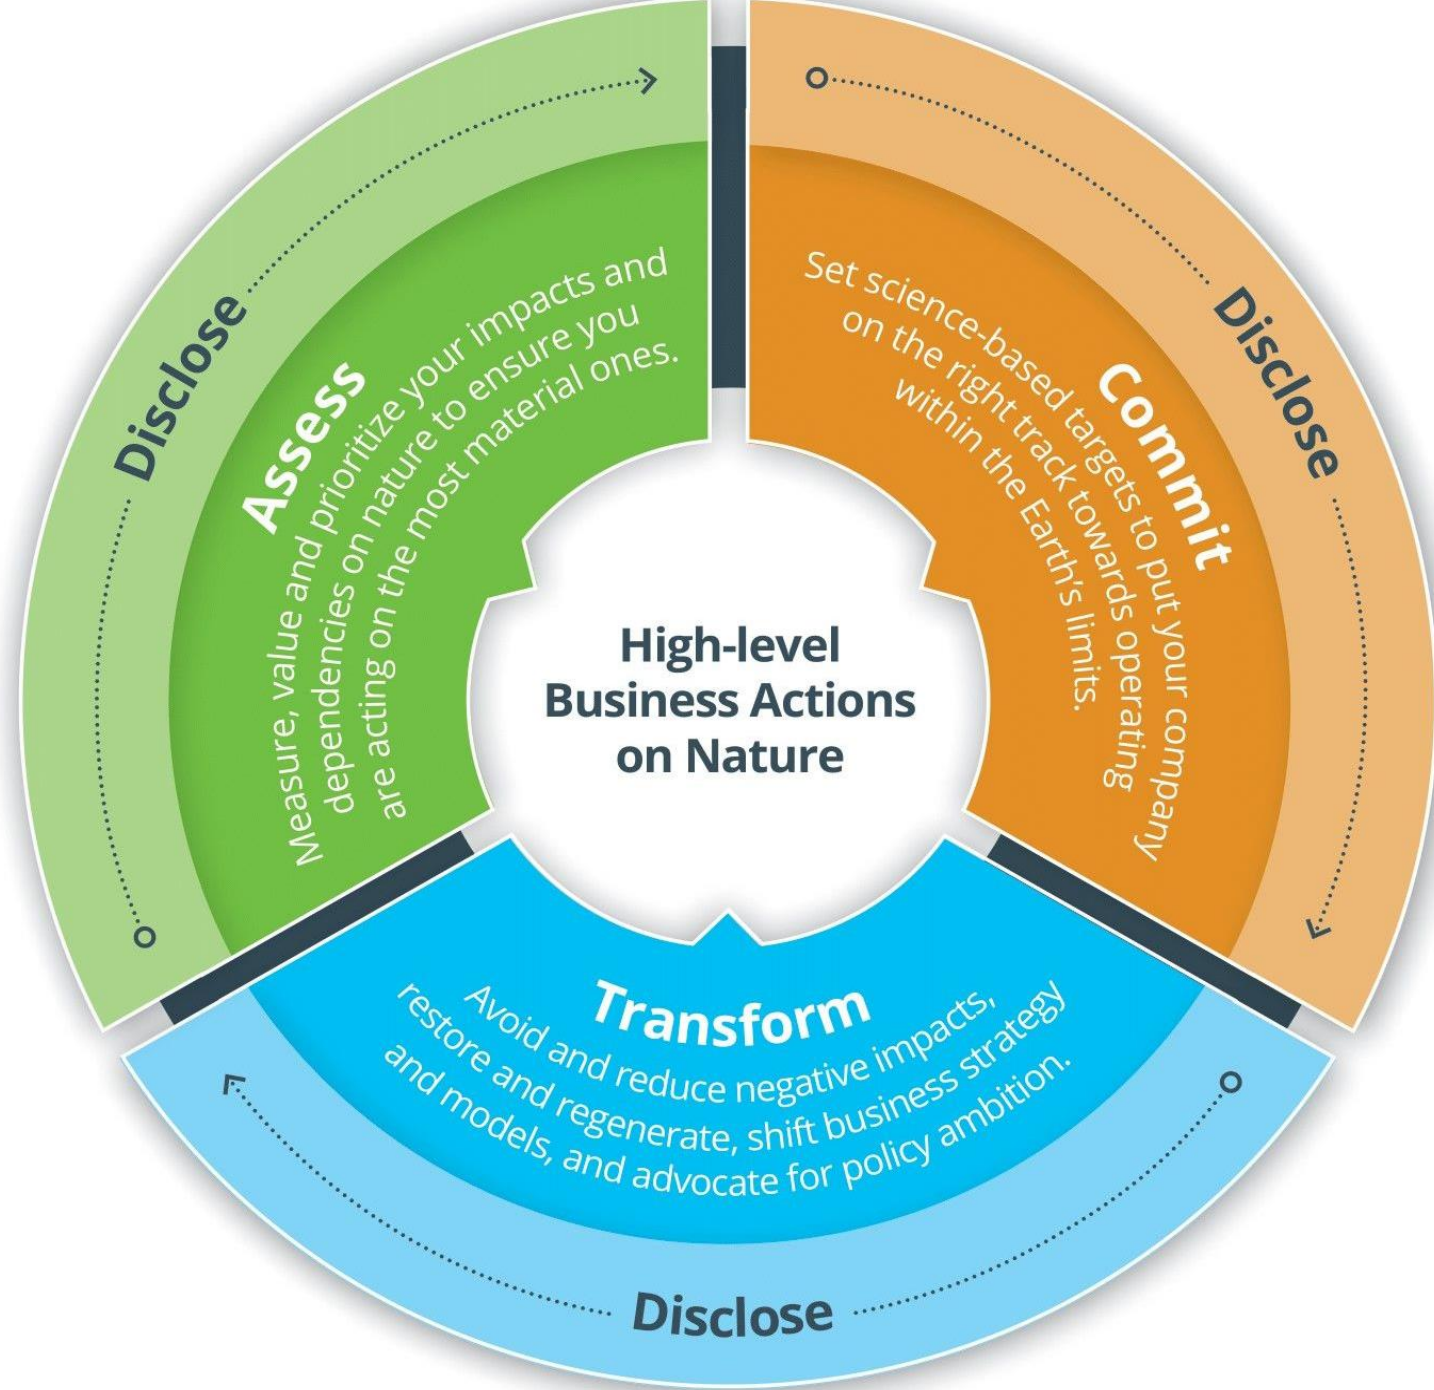 High-level
Business Actions
on Nature
Disclose
Assess
Measure, value and prioritize your impacts and
dependencies on nature to ensure you
are acting on the most material ones.
Disclose
Commit
Set science-based targets to put your company
on the right track towards operating
within the Earth's limits.
Transform
Avoid and reduce negative impacts,
restore and regenerate, shift business strategy
and models, and advocate for policy ambition.
Disclose